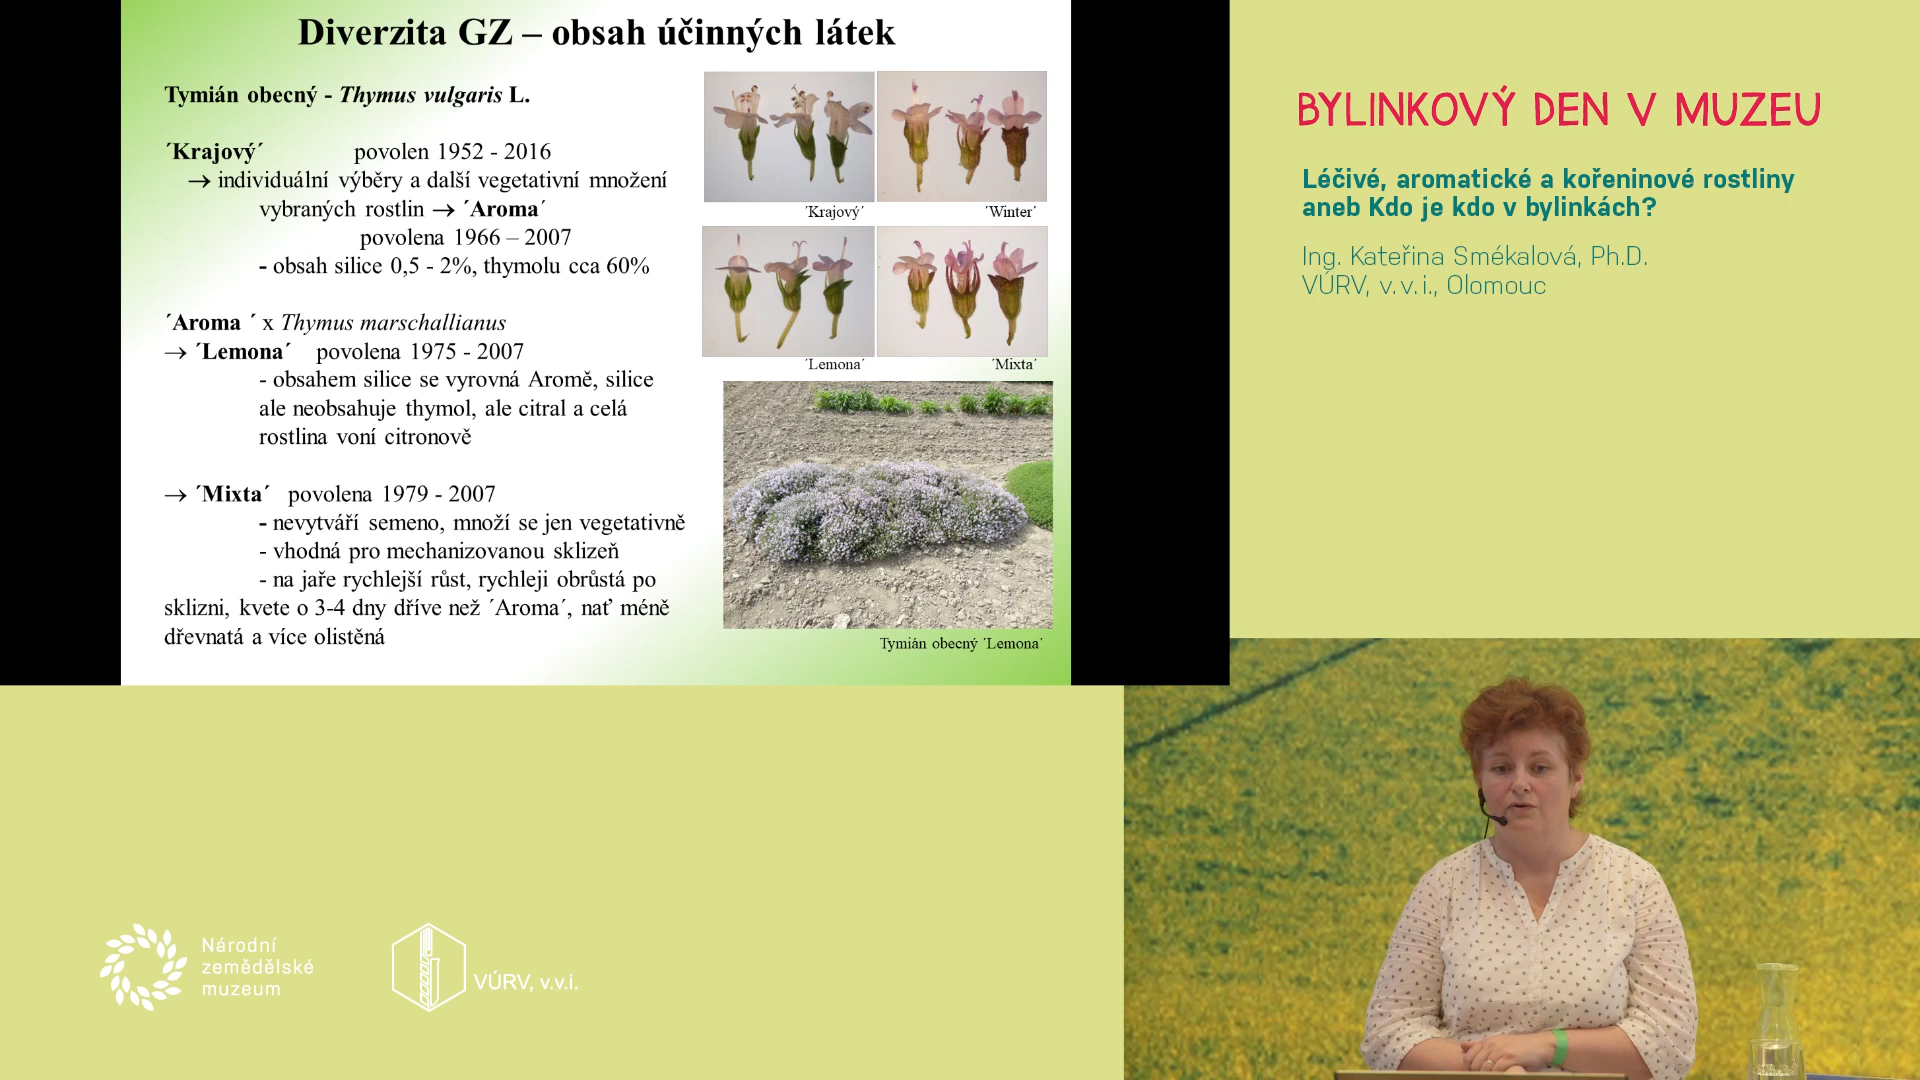 Diverzita GZ – obsah účinných látek
Tymián obecný - Thymus vulgaris L.
´Krajový´ povolen 1952 - 2016
→ individuální výběry a další vegetativní množení
vybraných rostlin → ´Aroma´
povolena 1966 – 2007
- obsah silice 0,5 - 2%, thymolu cca 60%
´Aroma ´ x Thymus marschallianus
→ ´Lemona´ povolena 1975 - 2007
- obsahem silice se vyrovná Aromě, silice
ale neobsahuje thymol, ale citral a celá
rostlina voní citronově
→ ´Mixta´ povolena 1979 - 2007
- nevytváří semeno, množí se jen vegetativně
- vhodná pro mechanizovanou sklizeň
- na jaře rychlejší růst, rychleji obrůstá po
sklizni, kvete o 3-4 dny dříve než ´Aroma´, nať méně
dřevnatá a více olistěná
´Krajový´
´Winter´
´Lemona´
´Mixta´
Tymián obecný ´Lemona´
BYLINKOVÝ DEN V MUZEU
Léčivé, aromatické a kořeninové rostliny
aneb Kdo je kdo v bylinkách?
Ing. Kateřina Smékalová, Ph.D.
VÚRV, v. v. i., Olomouc
Národní
zemědělské
muzeum
VÚRV, v.v.i.